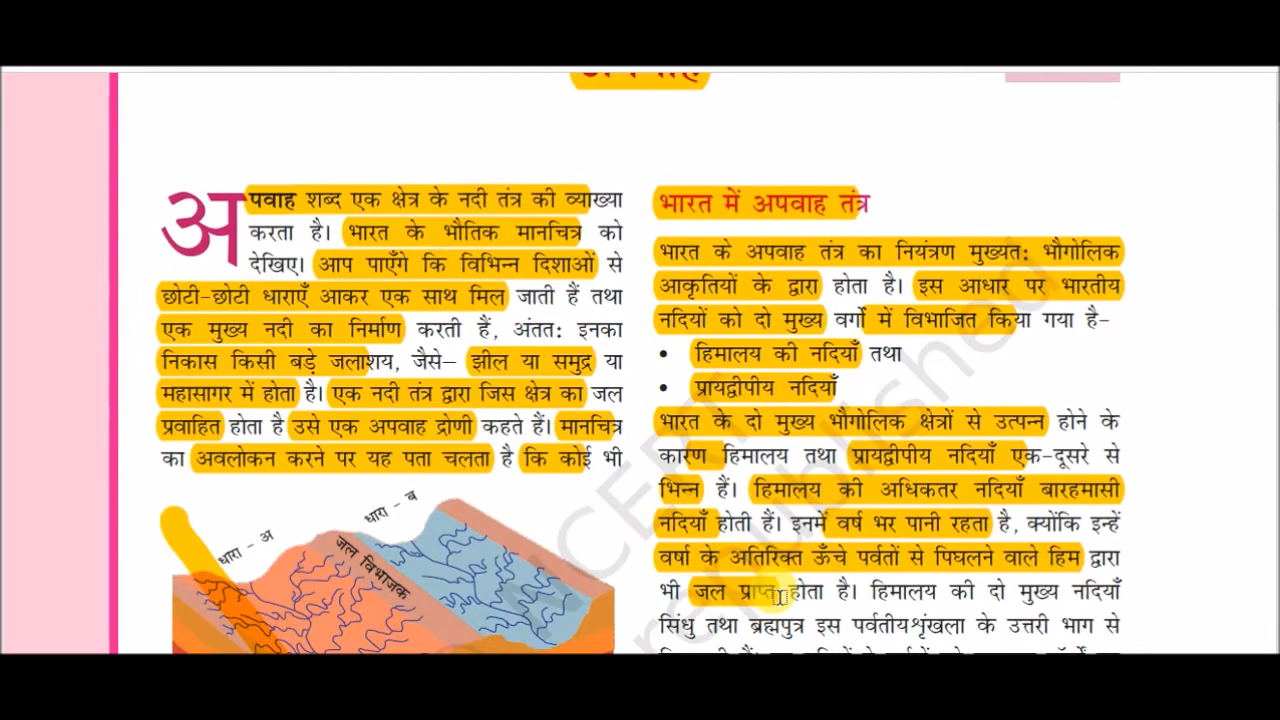 अपवाह शब्द एक क्षेत्र के नदी तंत्र की व्याख्या
करता है। भारत के भौतिक मानचित्र को
देखिए। आप पाएँगे कि विभिन्न दिशाओं से
छोटी-छोटी धाराएँ आकर एक साथ मिल जाती हैं तथा
एक मुख्य नदी का निर्माण करती हैं, अंतत: इनका
निकास किसी बड़े जलाशय, जैसे– झील या समुद्र या
महासागर में होता है। एक नदी तंत्र द्वारा जिस क्षेत्र का जल
प्रवाहित होता है उसे एक अपवाह द्रोणी कहते हैं। मानचित्र
का अवलोकन करने पर यह पता चलता है कि कोई भी
धारा - अ
धारा - ब
जल विभाजक
भारत में अपवाह तंत्र
भारत के अपवाह तंत्र का नियंत्रण मुख्यत: भौगोलिक
आकृतियों के द्वारा होता है। इस आधार पर भारतीय
नदियों को दो मुख्य वर्गो में विभाजित किया गया है–
• हिमालय की नदियाँ तथा
• प्रायद्वीपीय नदियाँ
भारत के दो मुख्य भौगोलिक क्षेत्रों से उत्पन्न होने के
कारण हिमालय तथा प्रायद्वीपीय नदियाँ एक-दूसरे से
भिन्न हैं। हिमालय की अधिकतर नदियाँ बारहमासी
नदियाँ होती हैं। इनमें वर्ष भर पानी रहता है, क्योंकि इन्हें
वर्षा के अतिरिक्त ऊँचे पर्वतों से पिघलने वाले हिम द्वारा
भी जल प्राप्त होता है। हिमालय की दो मुख्य नदियाँ
सिंधु तथा ब्रह्मपुत्र इस पर्वतीयशृंखला के उत्तरी भाग से
NCERT
republished